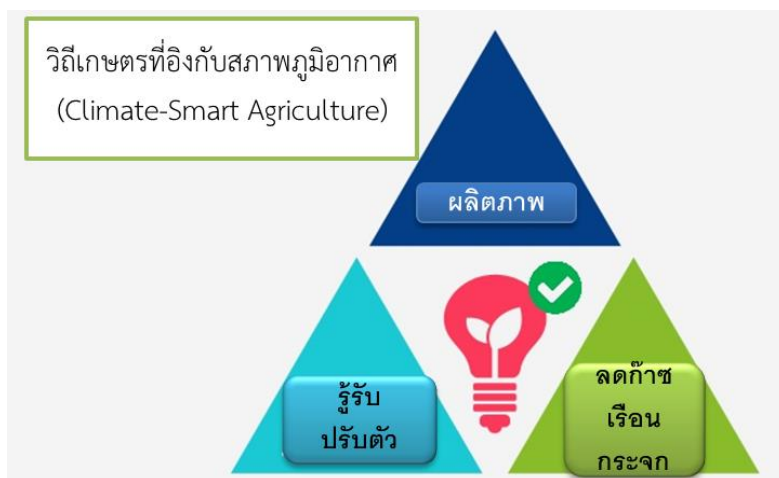 วิถีเกษตรที่อิงกับสภาพภูมิอากาศ
(Climate-Smart Agriculture)
ผลิตภาพ
รู้รับ
ปรับตัว
ลดก๊าซ
เรือน
กระจก